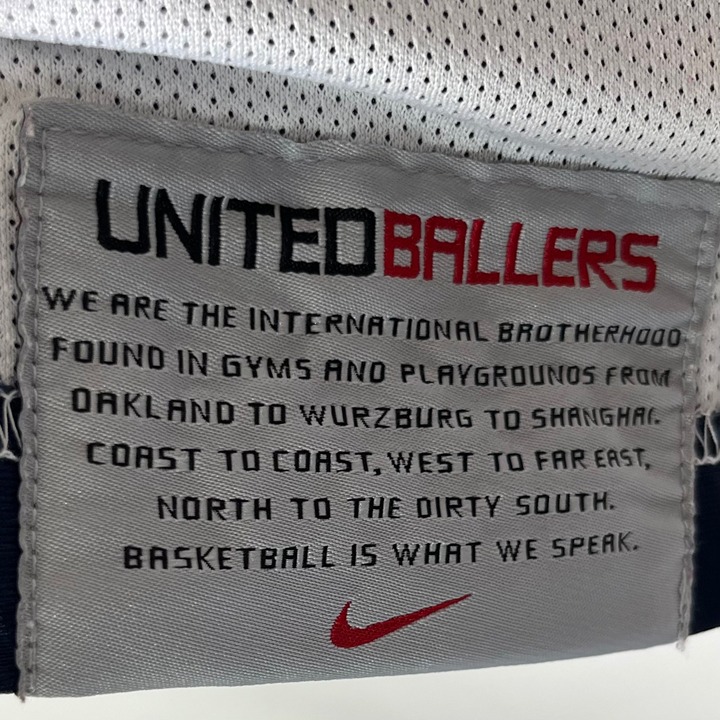 UNITEDBALLERS
WE ARE THE INTERNATIONAL BROTHERHOOD
FOUND IN GYMS AND PLAYGROUNDS FROM
OAKLAND TO WURZBURG TO SHANGHAI.
COAST TO COAST, WEST TO FAR EAST,
NORTH TO THE DIRTY SOUTH.
BASKETBALL IS WHAT WE SPEAK.